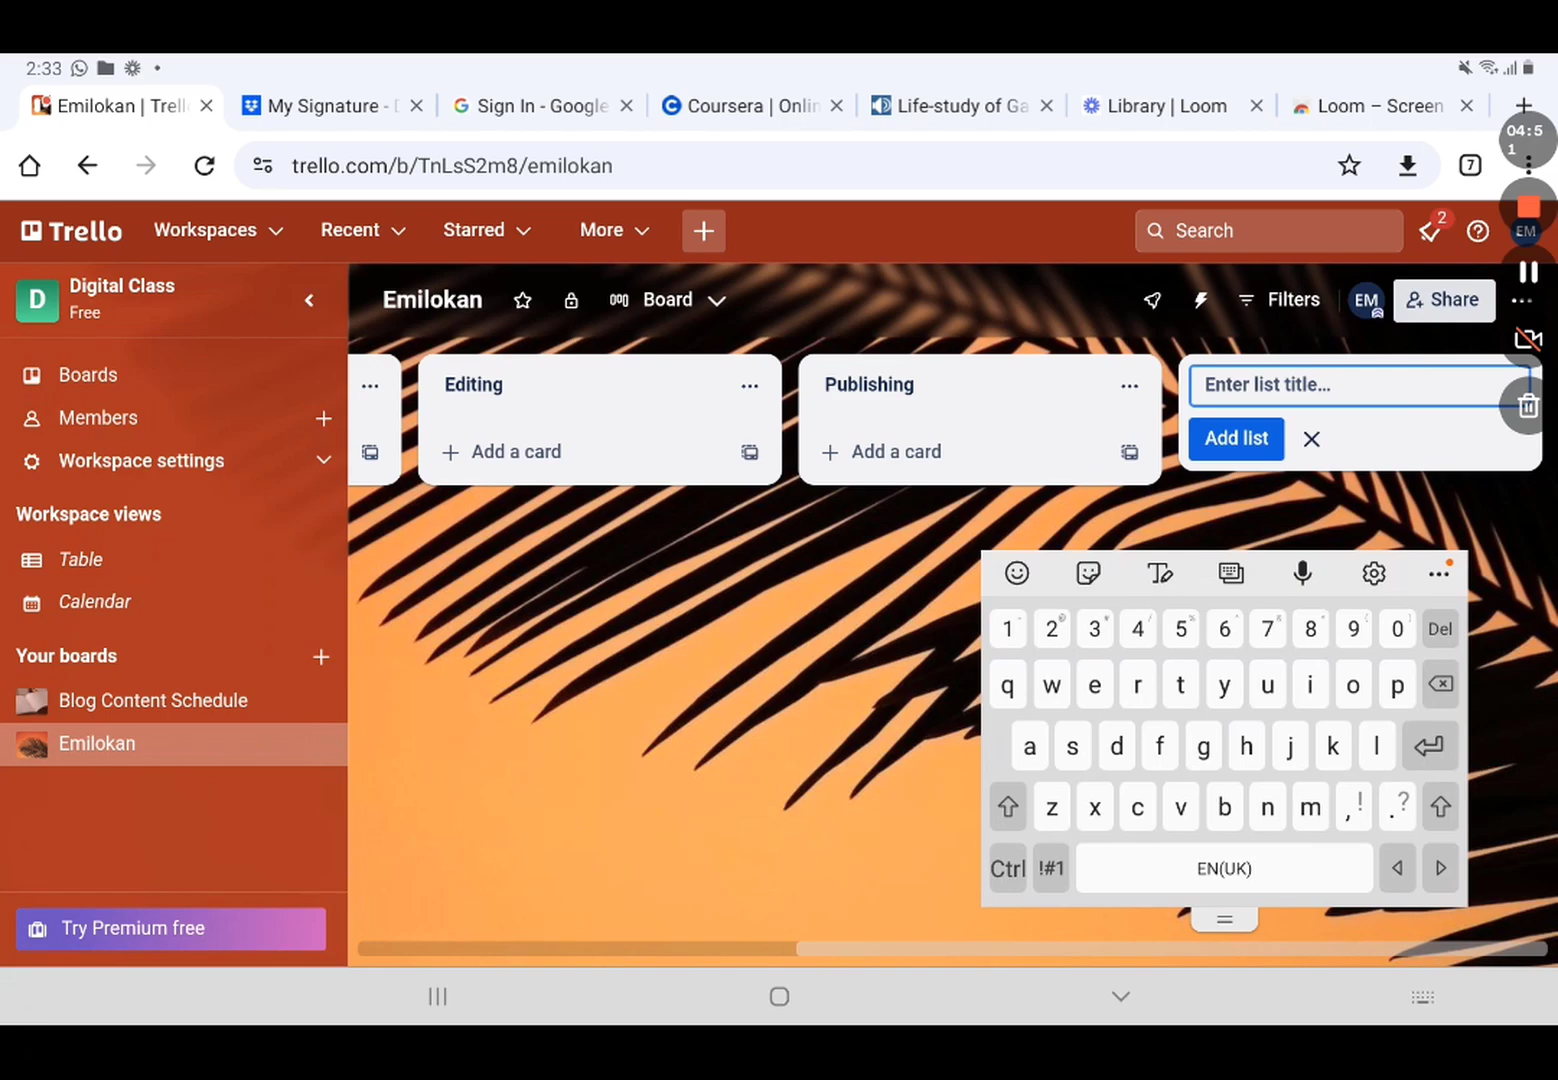 2:33
Emilokan | Trell
My Signature - D
Sign In - Google
Coursera | Onlin
Life-study of Ga
Library | Loom
Loom – Screen
04:5
1
trello.com/b/TnLsS2m8/emilokan
7
Trello
Workspaces
Recent
Starred
More
Search
2
EM
D
Digital Class
Free
Emilokan
Board
Filters
EM
Share
Boards
Members
Workspace settings
Workspace views
Table
Calendar
Your boards
Blog Content Schedule
Emilokan
Try Premium free
Editing
Add a card
Publishing
Add a card
Enter list title...
Add list
1 2 3 4 5 6 7 8 9 0 Del
q w e r t y u i o p
a s d f g h j k l
z x c v b n m ,! .?
Ctrl !#1 EN(UK)